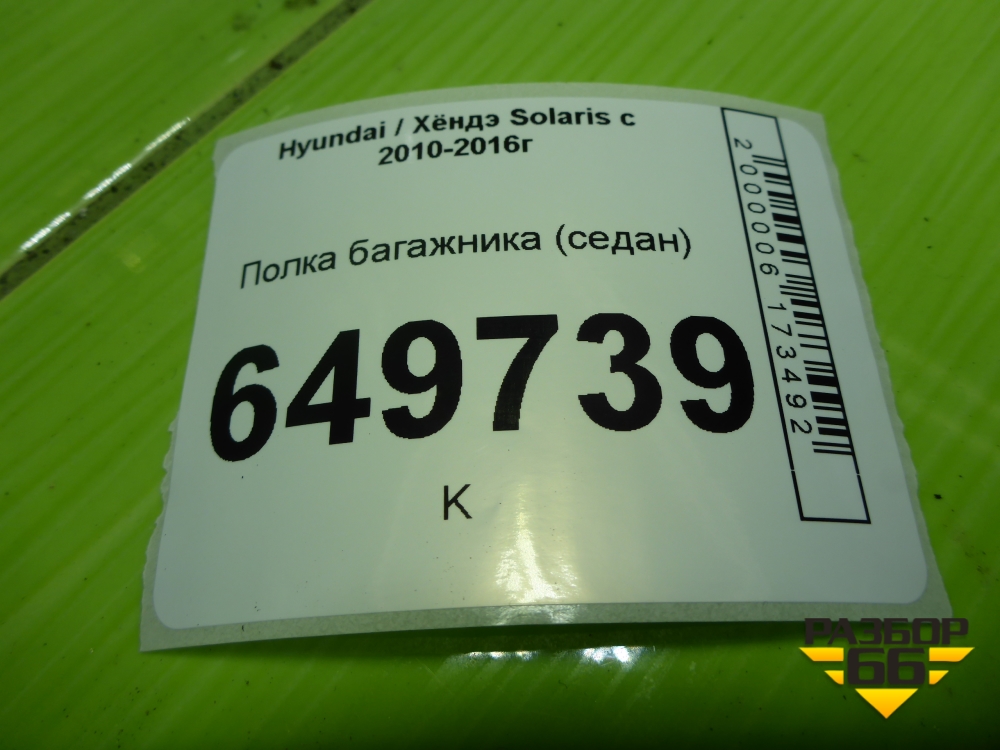 Hyundai / Хёндэ Solaris с
2010-2016г
Полка багажника (седан)
649739
К
2000006173492
РАЗБОР
66